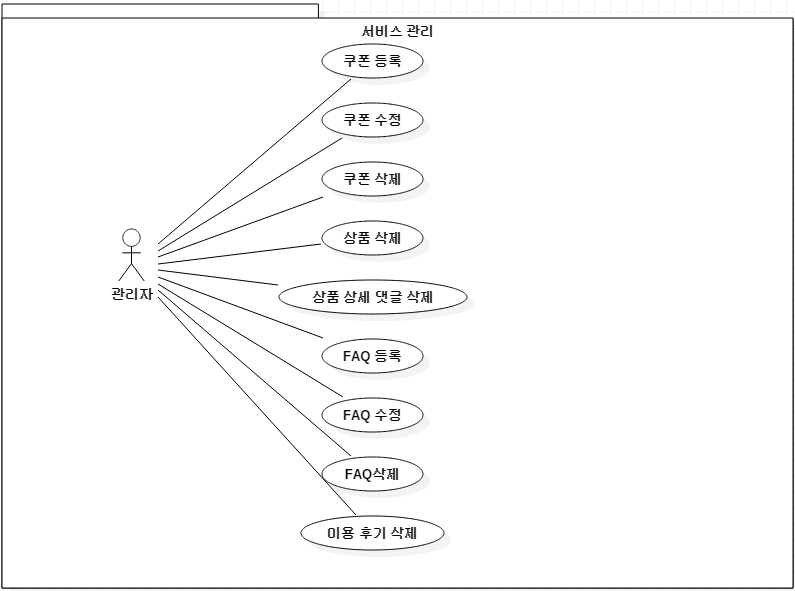 서비스 관리
쿠폰 등록
쿠폰 수정
쿠폰 삭제
상품 삭제
관리자
상품 상세 댓글 삭제
FAQ 등록
FAQ 수정
FAQ삭제
이용 후기 삭제